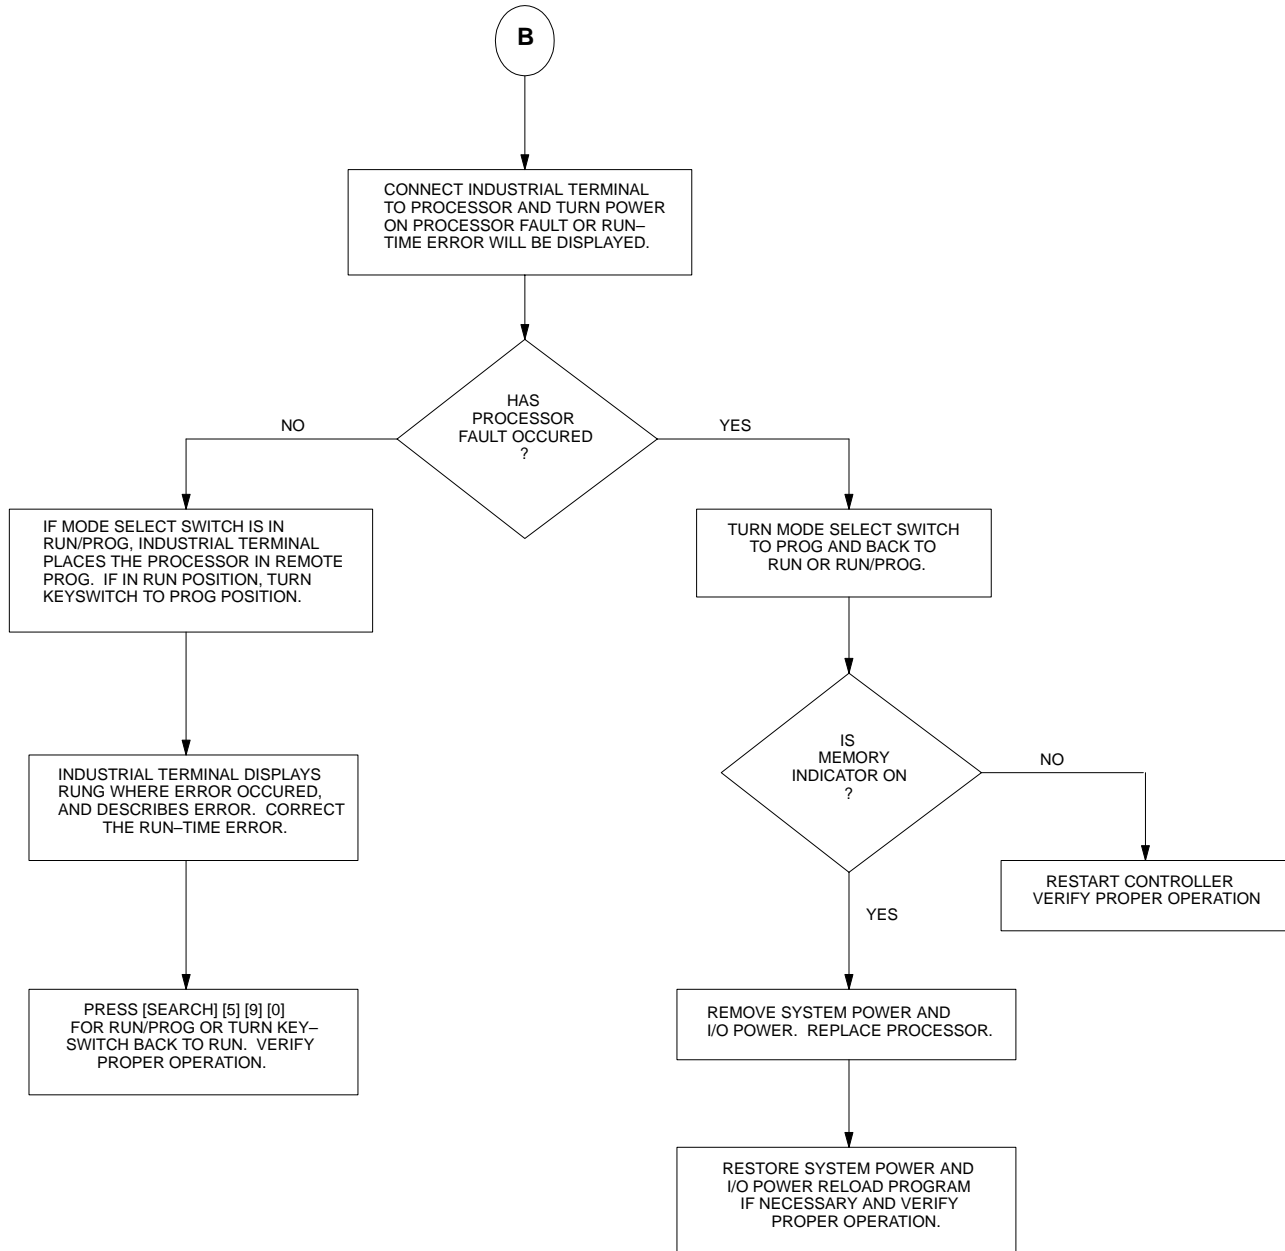 B
CONNECT INDUSTRIAL TERMINAL
TO PROCESSOR AND TURN POWER
ON PROCESSOR FAULT OR RUN–
TIME ERROR WILL BE DISPLAYED.
HAS
PROCESSOR
FAULT OCCURED
?
NO
YES
IF MODE SELECT SWITCH IS IN
RUN/PROG, INDUSTRIAL TERMINAL
PLACES THE PROCESSOR IN REMOTE
PROG.  IF IN RUN POSITION, TURN
KEYSWITCH TO PROG POSITION.
TURN MODE SELECT SWITCH
TO PROG AND BACK TO
RUN OR RUN/PROG.
INDUSTRIAL TERMINAL DISPLAYS
RUNG WHERE ERROR OCCURED,
AND DESCRIBES ERROR.  CORRECT
THE RUN–TIME ERROR.
IS
MEMORY
INDICATOR ON
?
NO
YES
RESTART CONTROLLER
VERIFY PROPER OPERATION
PRESS [SEARCH] [5] [9] [0]
FOR RUN/PROG OR TURN KEY–
SWITCH BACK TO RUN.  VERIFY
PROPER OPERATION.
REMOVE SYSTEM POWER AND
I/O POWER.  REPLACE PROCESSOR.
RESTORE SYSTEM POWER AND
I/O POWER RELOAD PROGRAM
IF NECESSARY AND VERIFY
PROPER OPERATION.